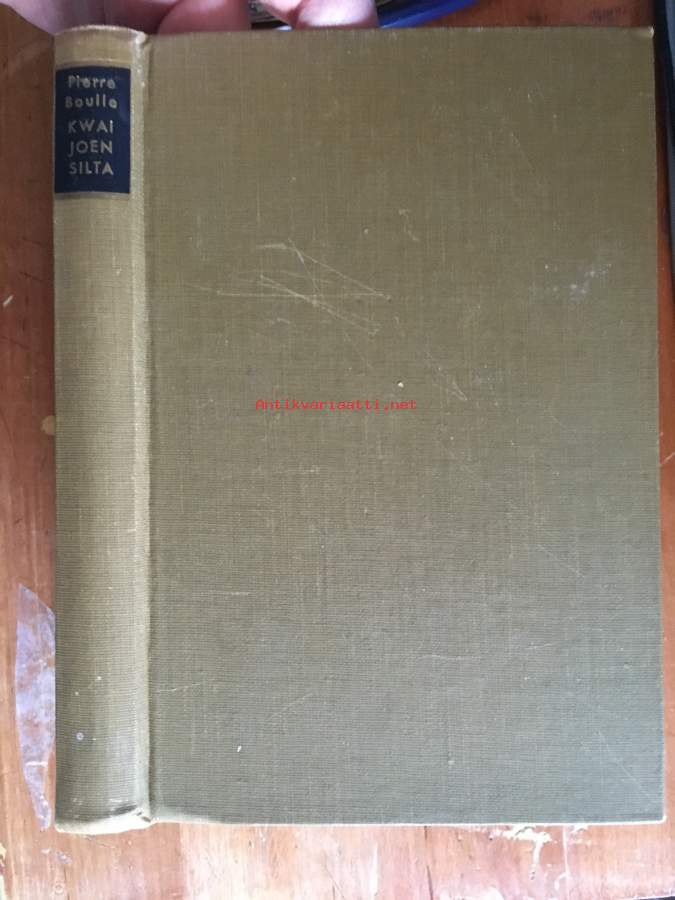 Pierre
Boulle
KWAI
JOEN
SILTA
Antikvariaatti.net